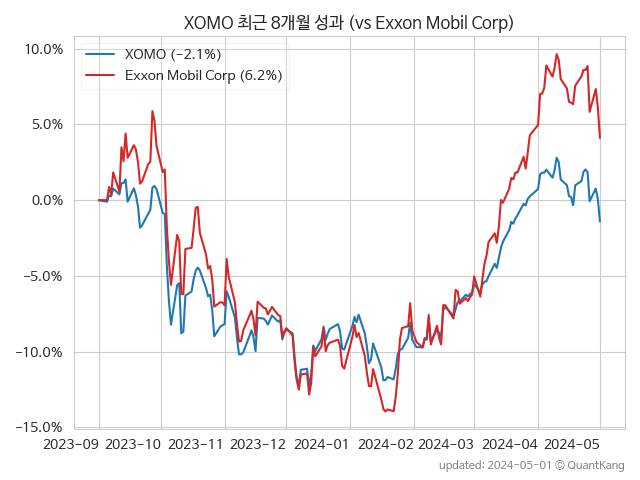 XOMO 최근 8개월 성과 (vs Exxon Mobil Corp)
XOMO (−2.1%)
Exxon Mobil Corp (6.2%)
10.0%
5.0%
0.0%
−5.0%
−10.0%
−15.0%
2023-09 2023-10 2023-11 2023-12 2024-01 2024-02 2024-03 2024-04 2024-05
updated: 2024-05-01 © QuantKang